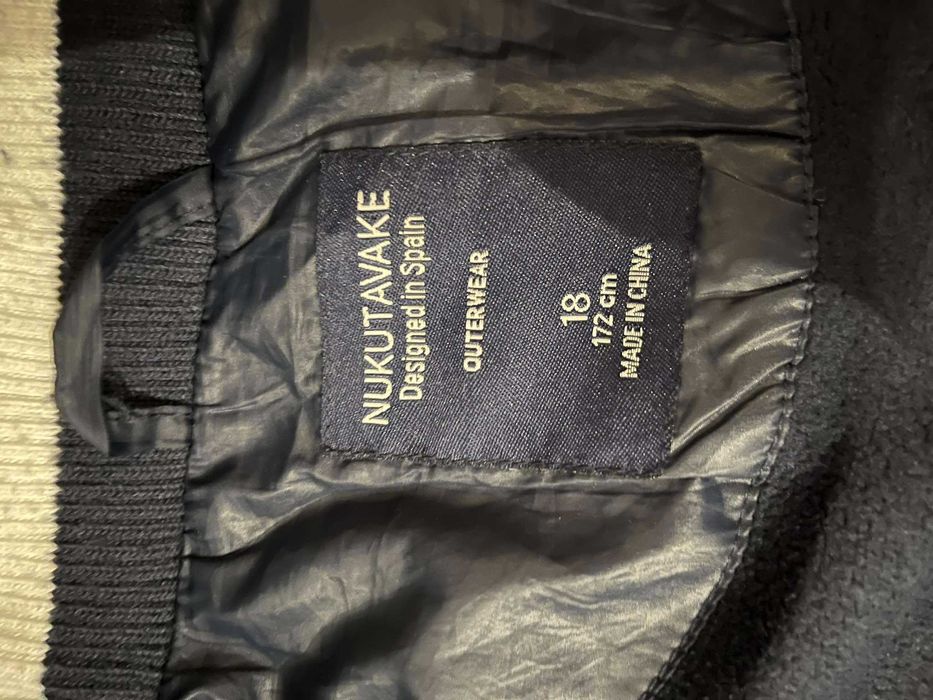 NUKUTAVAKE
Designed in Spain
OUTERWEAR
18
172 cm
MADE IN CHINA